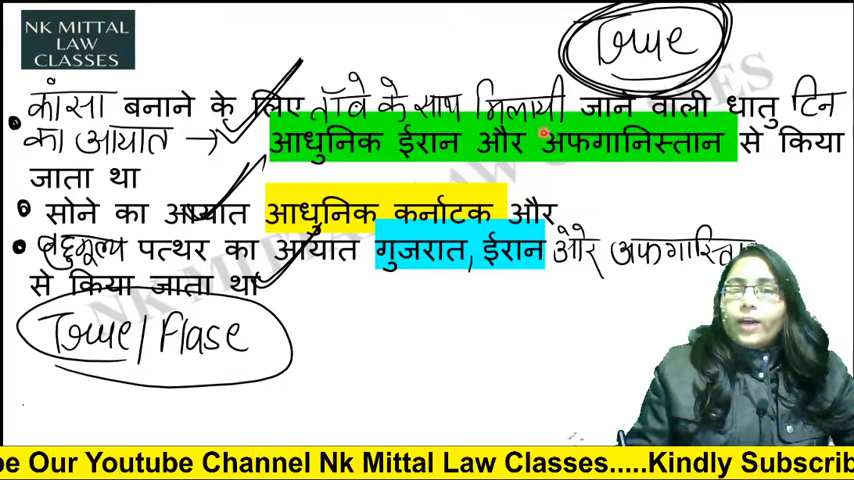 NK MITTAL
LAW
CLASSES
True
कांसा बनाने के लिए ताँबे के साथ मिलायी जाने वाली धातु टिन
का आयात → आधुनिक ईरान और अफगानिस्तान से किया
जाता था
सोने का आयात आधुनिक कर्नाटक और
बहुमूल्य पत्थर का आयात गुजरात, ईरान और
से किया जाता था
True / Flase
be Our Youtube Channel Nk Mittal Law Classes.....Kindly Subscrib